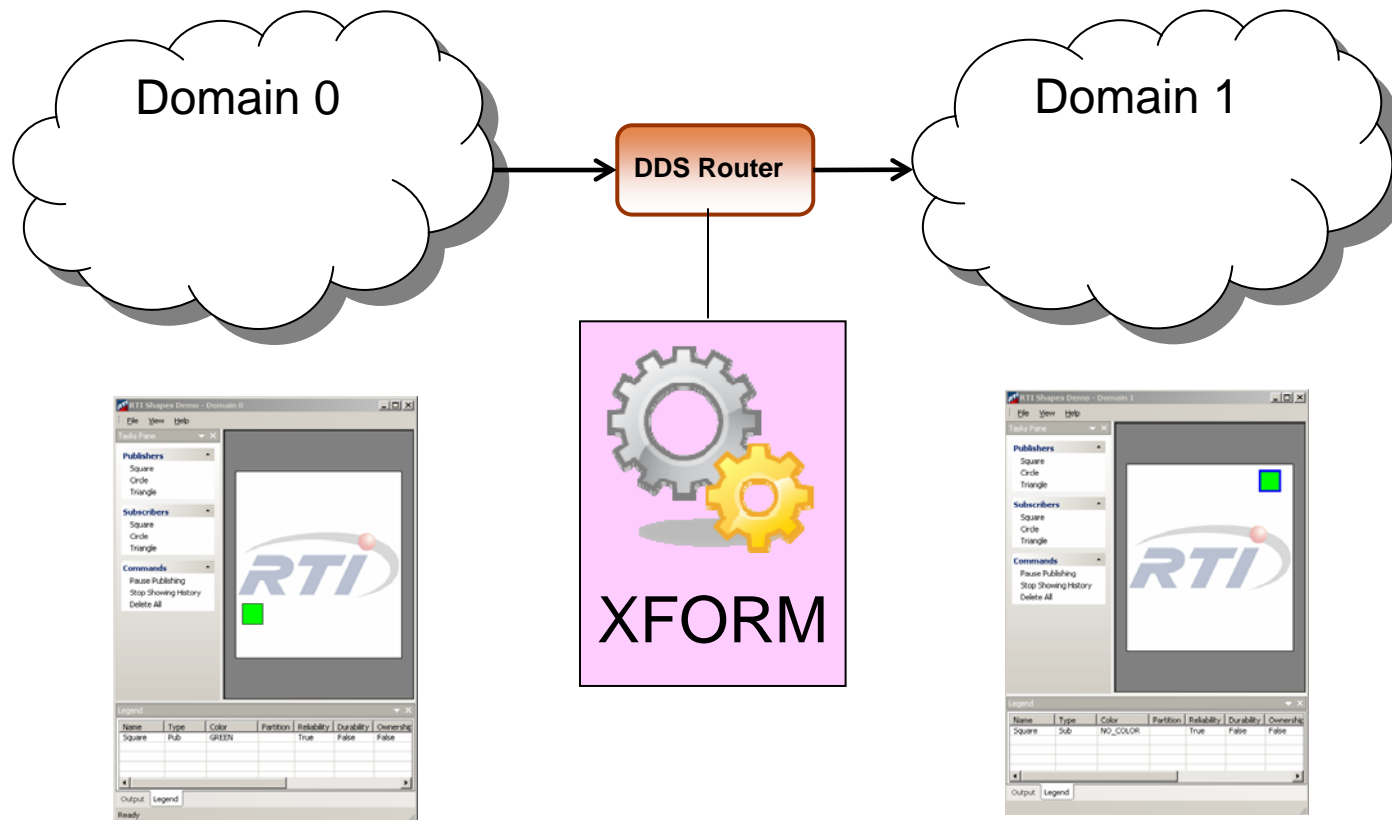 Domain 0
Domain 1
DDS Router
XFORM
RTI Shapes Demo - Domain 0
File View Help
Tasks Pane
Publishers
Square
Circle
Triangle
Subscribers
Square
Circle
Triangle
Commands
Pause Publishing
Stop Showing History
Delete All
RTI
Legend
Name Type Color Partition Reliability Durability Ownership
Square Pub GREEN True False False
Output Legend
Ready
RTI Shapes Demo - Domain 1
File View Help
Tasks Pane
Publishers
Square
Circle
Triangle
Subscribers
Square
Circle
Triangle
Commands
Pause Publishing
Stop Showing History
Delete All
RTI
Legend
Name Type Color Partition Reliability Durability Ownership
Square Sub NO_COLOR True False False
Output Legend